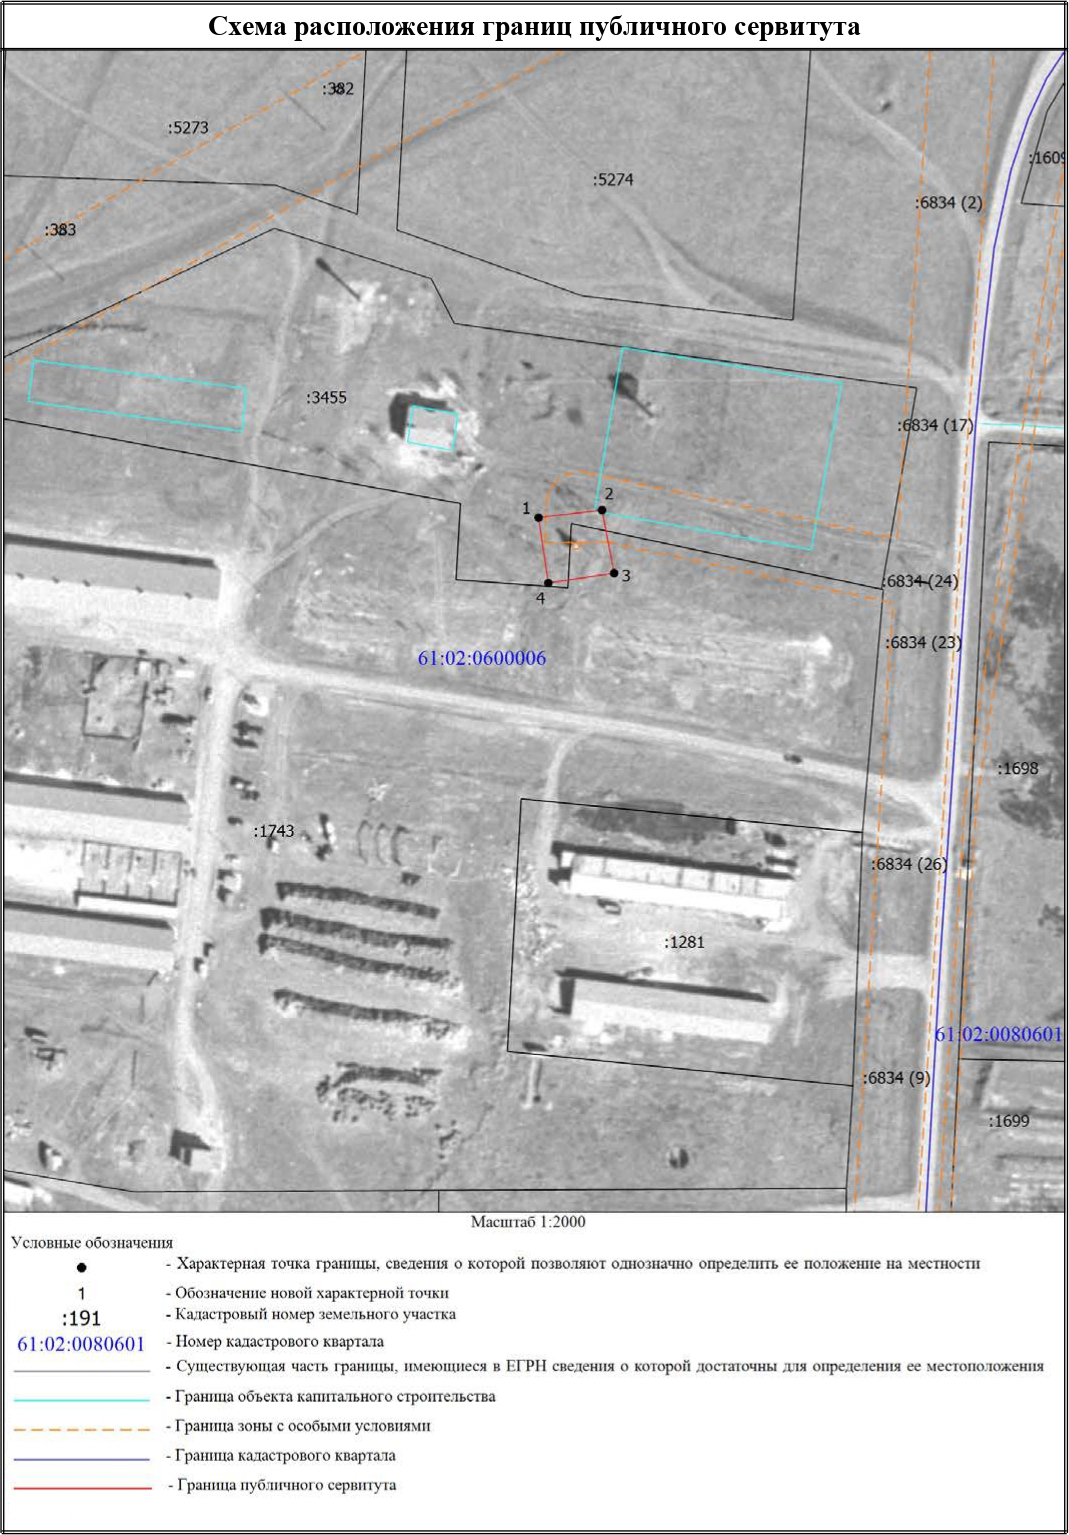 Схема расположения границ публичного сервитута
:382
:5273
:5274
:1609
:6834 (2)
:383
:3455
:6834 (17)
2
1
3
:6834 (24)
4
:6834 (23)
61:02:0600006
:1698
:1743
:6834 (26)
:1281
61:02:0080601
:6834 (9)
:1699
Масштаб 1:2000
Условные обозначения
- Характерная точка границы, сведения о которой позволяют однозначно определить ее положение на местности
1 - Обозначение новой характерной точки
:191 - Кадастровый номер земельного участка
61:02:0080601 - Номер кадастрового квартала
- Существующая часть границы, имеющиеся в ЕГРН сведения о которой достаточны для определения ее местоположения
- Граница объекта капитального строительства
- Граница зоны с особыми условиями
- Граница кадастрового квартала
- Граница публичного сервитута